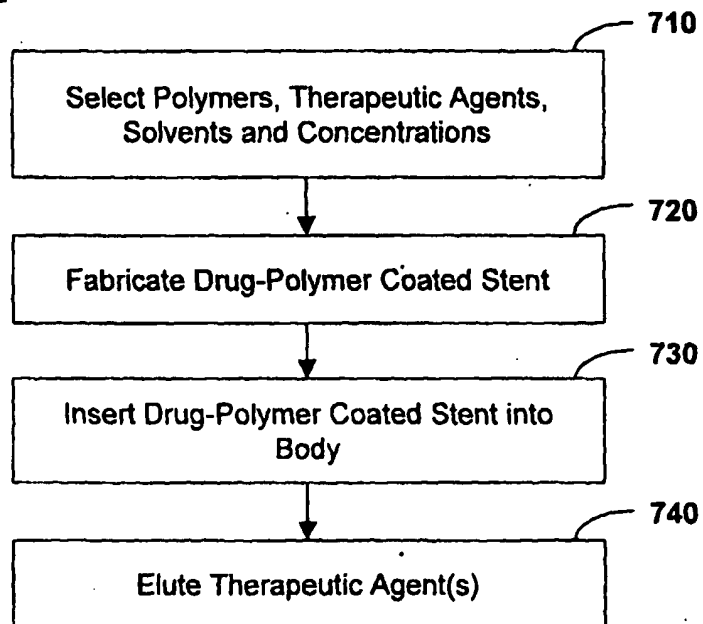 710
Select Polymers, Therapeutic Agents,
Solvents and Concentrations
720
Fabricate Drug-Polymer Coated Stent
730
Insert Drug-Polymer Coated Stent into
Body
740
Elute Therapeutic Agent(s)